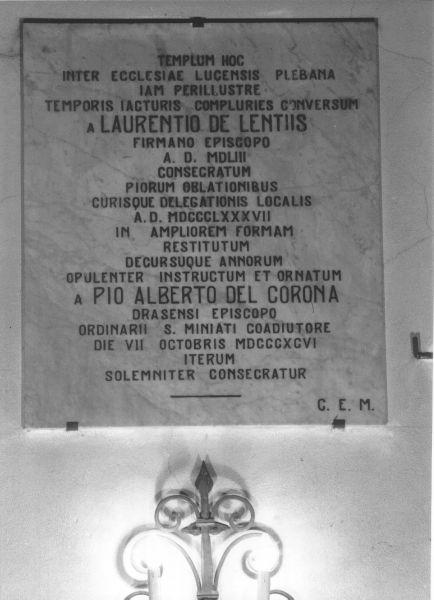 TEMPLUM HOC
INTER ECCLESIAE LUCENSIS PLEBANA
IAM PERILLUSTRE
TEMPORIS IACTURIS COMPLURIES CONVERSUM
A LAURENTIO DE LENTIIS
FIRMANO EPISCOPO
A. D. MDLIII
CONSECRATUM
PIORUM OBLATIONIBUS
CURISQUE DELEGATIONIS LOCALIS
A.D. MDCCCLXXXVII
IN AMPLIOREM FORMAM
RESTITUTUM
DECURSUQUE ANNORUM
OPULENTER INSTRUCTUM ET ORNATUM
A PIO ALBERTO DEL CORONA
DRASENSI EPISCOPO
ORDINARII S. MINIATI COADIUTORE
DIE VII OCTOBRIS MDCCCXCVI
ITERUM
SOLEMNITER CONSECRATUR
C. E. M.